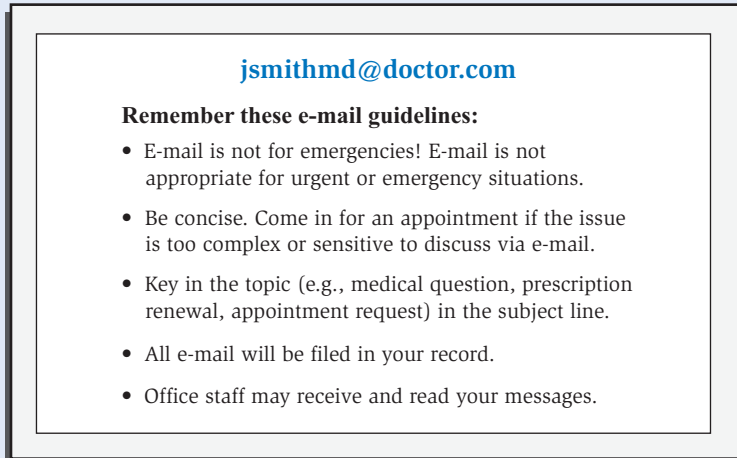 jsmithmd@doctor.com
Remember these e-mail guidelines:
• E-mail is not for emergencies! E-mail is not
appropriate for urgent or emergency situations.
• Be concise. Come in for an appointment if the issue
is too complex or sensitive to discuss via e-mail.
• Key in the topic (e.g., medical question, prescription
renewal, appointment request) in the subject line.
• All e-mail will be filed in your record.
• Office staff may receive and read your messages.